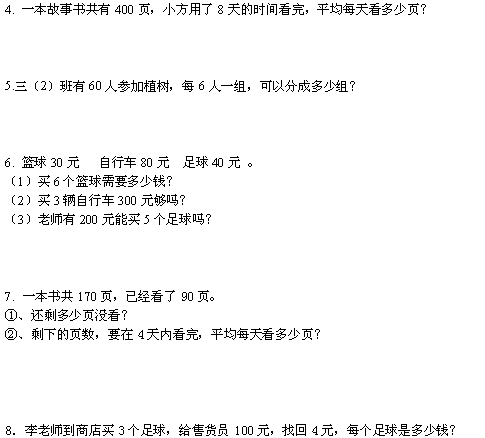 4. 一本故事书共有 400 页，小方用了 8 天的时间看完，平均每天看多少页？
5.三（2）班有 60 人参加植树，每 6 人一组，可以分成多少组？
6. 篮球 30 元　自行车 80 元　足球 40 元 。
（1）买 6 个篮球需要多少钱？
（2）买 3 辆自行车 300 元够吗？
（3）老师有 200 元能买 5 个足球吗？
7. 一本书共 170 页，已经看了 90 页。
①、还剩多少页没看？
②、剩下的页数，要在 4 天内看完，平均每天看多少页？
8. 李老师到商店买 3 个足球，给售货员 100 元，找回 4 元，每个足球是多少钱？